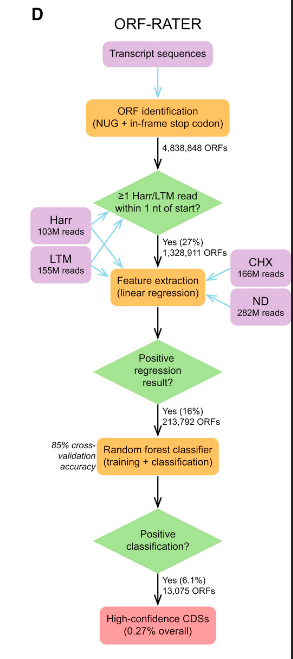 D
ORF-RATER
Transcript sequences
ORF identification
(NUG + in-frame stop codon)
4,838,848 ORFs
≥1 Harr/LTM read
within 1 nt of start?
Harr
103M reads
LTM
155M reads
Yes (27%)
1,328,911 ORFs
CHX
166M reads
ND
282M reads
Feature extraction
(linear regression)
Positive
regression
result?
Yes (16%)
213,792 ORFs
85% cross-
validation
accuracy
Random forest classifier
(training + classification)
Positive
classification?
Yes (6.1%)
13,075 ORFs
High-confidence CDSs
(0.27% overall)